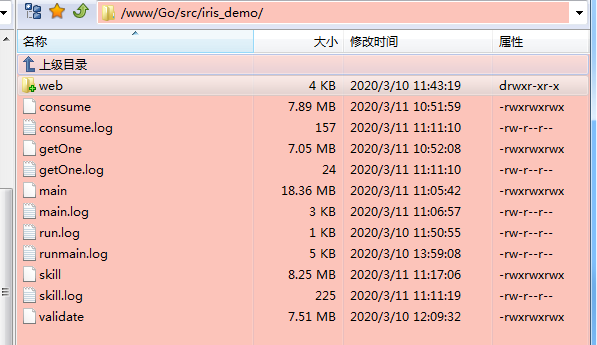 /www/Go/src/iris_demo/
名称 大小 修改时间 属性
上级目录
web 4 KB 2020/3/10 11:43:19 drwxr-xr-x
consume 7.89 MB 2020/3/11 10:51:59 -rwxrwxrwx
consume.log 157 2020/3/11 11:11:10 -rw-r--r--
getOne 7.05 MB 2020/3/11 10:52:08 -rwxrwxrwx
getOne.log 24 2020/3/11 11:11:10 -rw-r--r--
main 18.36 MB 2020/3/11 11:05:42 -rwxrwxrwx
main.log 3 KB 2020/3/11 11:06:57 -rw-r--r--
run.log 1 KB 2020/3/10 11:50:55 -rw-r--r--
runmain.log 5 KB 2020/3/10 13:59:08 -rw-r--r--
skill 8.25 MB 2020/3/11 11:17:06 -rwxrwxrwx
skill.log 225 2020/3/11 11:11:19 -rw-r--r--
validate 7.51 MB 2020/3/10 12:09:32 -rwxrwxrwx